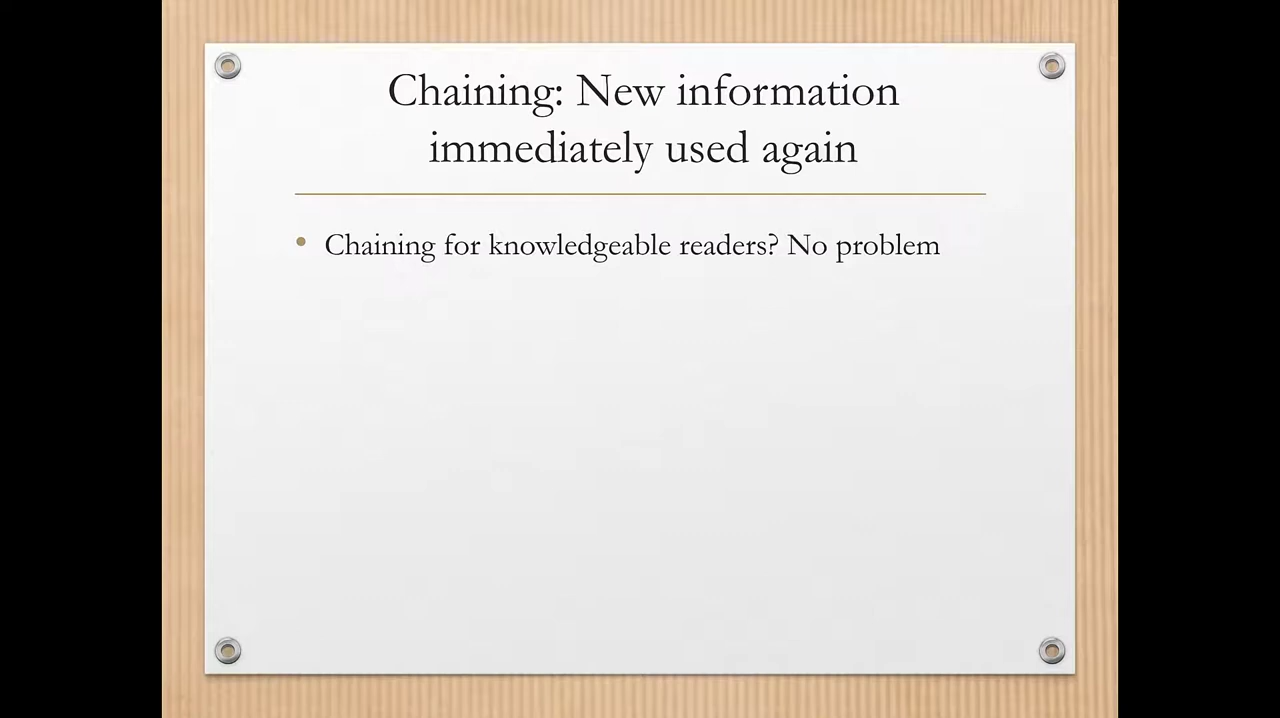 Chaining: New information
immediately used again
• Chaining for knowledgeable readers? No problem